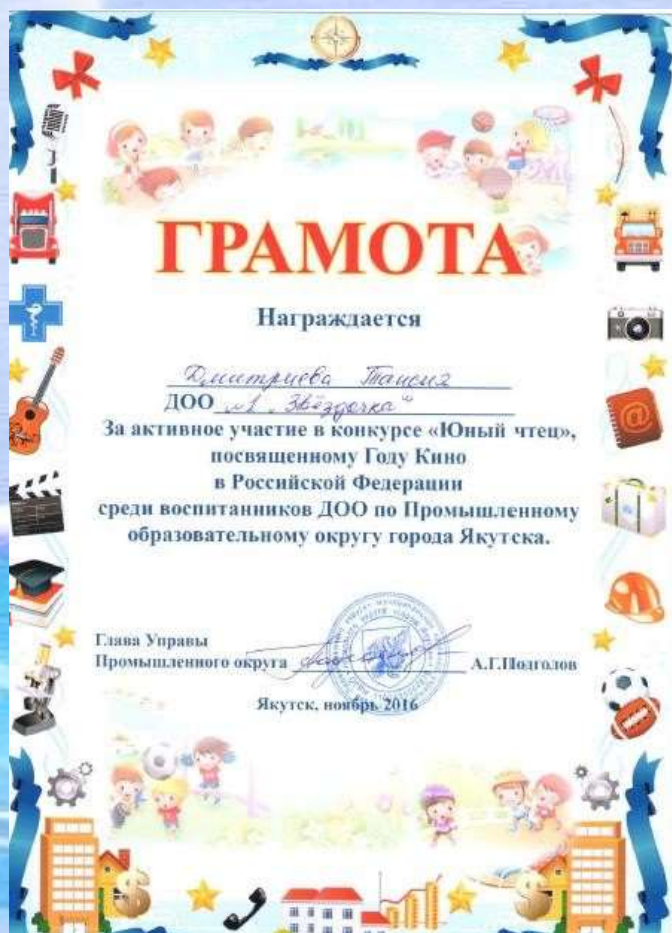 ГРАМОТА
Награждается
Дмитриева Таисия
ДОО №1 „Звёздочка“
За активное участие в конкурсе «Юный чтец»,
посвященному Году Кино
в Российской Федерации
среди воспитанников ДОО по Промышленному
образовательному округу города Якутска.
Глава Управы
Промышленного округа А.Г.Подголов
Якутск, ноябрь 2016